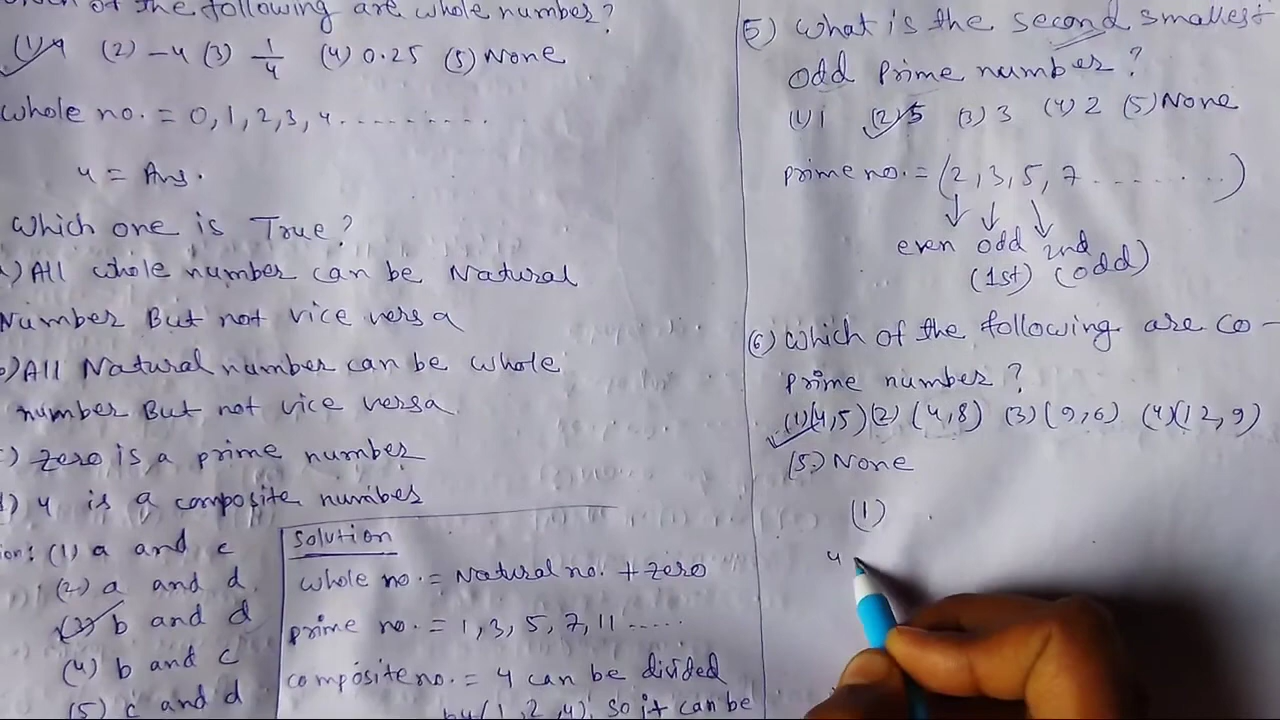 of the following are whole number?
(1) 4 (2) -4 (3) 1/4 (4) 0.25 (5) None
Whole no. = 0, 1, 2, 3, 4 ..........
4 = Ans.
Which one is True?
) All whole number can be Natural
Number But not vice versa
) All Natural number can be whole
number But not vice versa
) zero is a prime number
) 4 is a composite number
ion: (1) a and c
(2) a and d
(3) b and d
(4) b and c
(5) c and d
Solution
Whole no. = Natural no. + zero
prime no. = 1, 3, 5, 7, 11 .....
composite no. = 4 can be divided
by (1, 2, 4), so it can be
5) What is the second smallest
odd prime number?
(1) 1 (2) 5 (3) 3 (4) 2 (5) None
prime no. = (2, 3, 5, 7 ........)
even odd 2nd
(1st) (odd)
(6) Which of the following are co-
prime number?
(1) (4,5) (2) (4,8) (3) (9,6) (4) (12,9)
(5) None
(1)
4